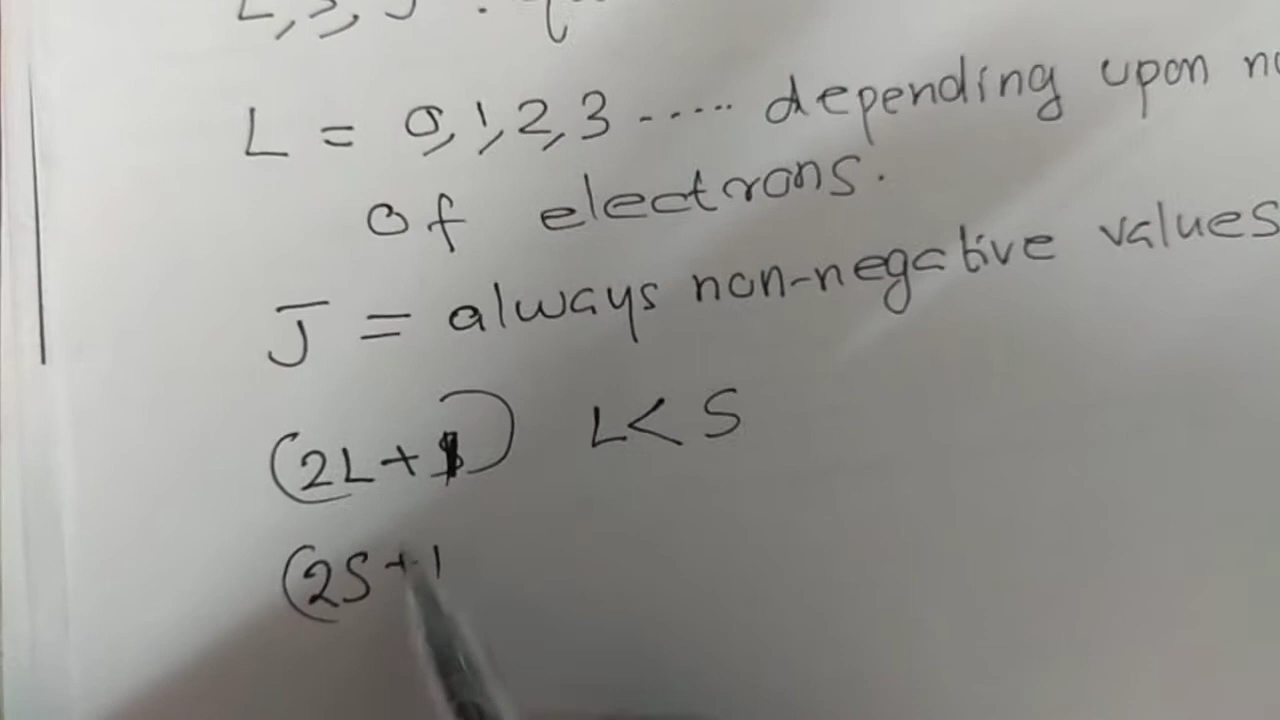 L, S, J :
L = 0,1,2,3 ..... depending upon
of electrons.
J = always non-negative values
(2L+1) L<S
(2S+1